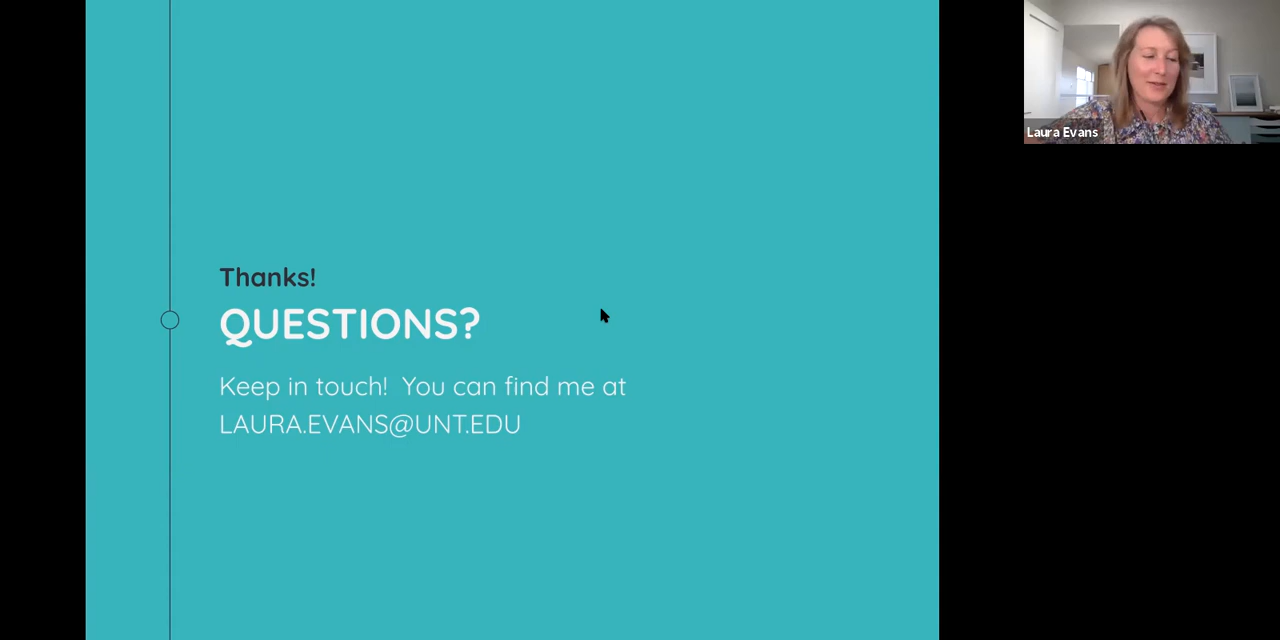 Thanks!
QUESTIONS?
Keep in touch!  You can find me at
LAURA.EVANS@UNT.EDU
Laura Evans